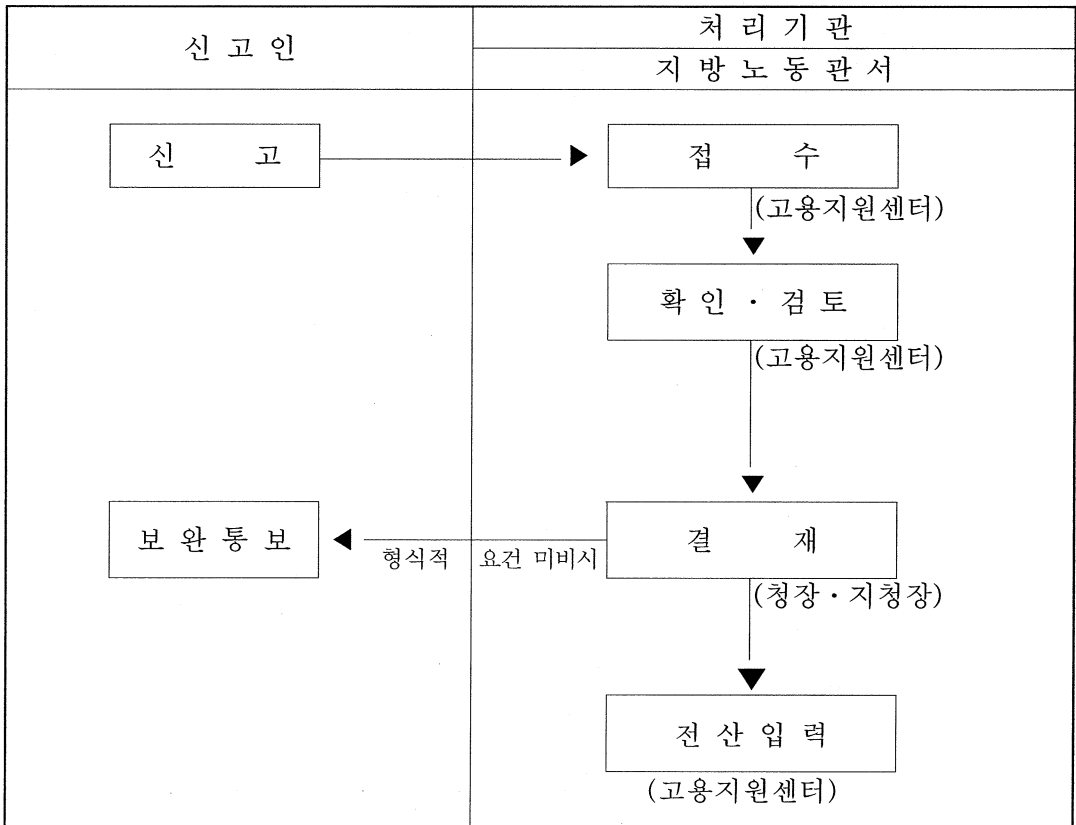 신 고 인
처 리 기 관
지 방 노 동 관 서
신 고
접 수
(고용지원센터)
확 인 · 검 토
(고용지원센터)
보 완 통 보
형식적 요건 미비시
결 재
(청장 · 지청장)
전 산 입 력
(고용지원센터)